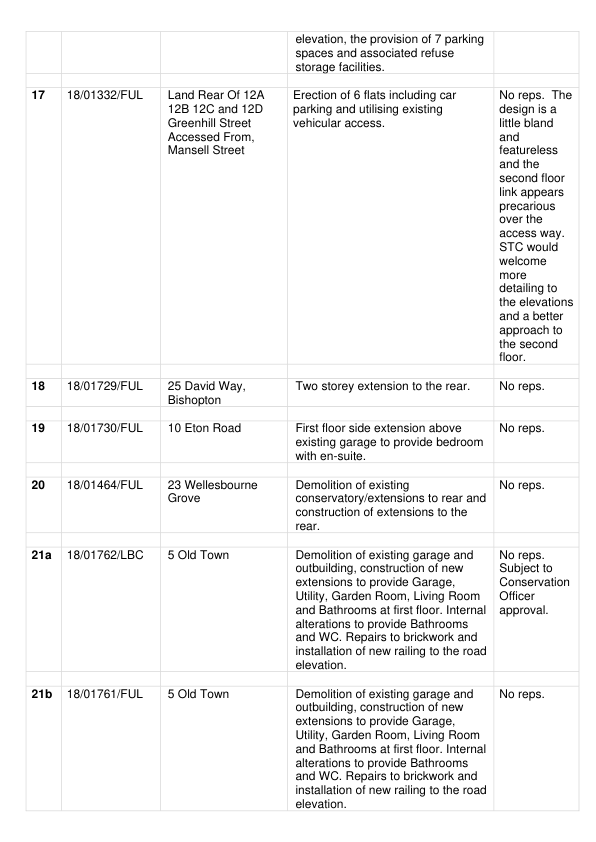 elevation, the provision of 7 parking
spaces and associated refuse
storage facilities.
17
18/01332/FUL
Land Rear Of 12A
12B 12C and 12D
Greenhill Street
Accessed From,
Mansell Street
Erection of 6 flats including car
parking and utilising existing
vehicular access.
No reps.  The
design is a
little bland
and
featureless
and the
second floor
link appears
precarious
over the
access way.
STC would
welcome
more
detailing to
the elevations
and a better
approach to
the second
floor.
18
18/01729/FUL
25 David Way,
Bishopton
Two storey extension to the rear.
No reps.
19
18/01730/FUL
10 Eton Road
First floor side extension above
existing garage to provide bedroom
with en-suite.
No reps.
20
18/01464/FUL
23 Wellesbourne
Grove
Demolition of existing
conservatory/extensions to rear and
construction of extensions to the
rear.
No reps.
21a
18/01762/LBC
5 Old Town
Demolition of existing garage and
outbuilding, construction of new
extensions to provide Garage,
Utility, Garden Room, Living Room
and Bathrooms at first floor. Internal
alterations to provide Bathrooms
and WC. Repairs to brickwork and
installation of new railing to the road
elevation.
No reps.
Subject to
Conservation
Officer
approval.
21b
18/01761/FUL
5 Old Town
Demolition of existing garage and
outbuilding, construction of new
extensions to provide Garage,
Utility, Garden Room, Living Room
and Bathrooms at first floor. Internal
alterations to provide Bathrooms
and WC. Repairs to brickwork and
installation of new railing to the road
elevation.
No reps.